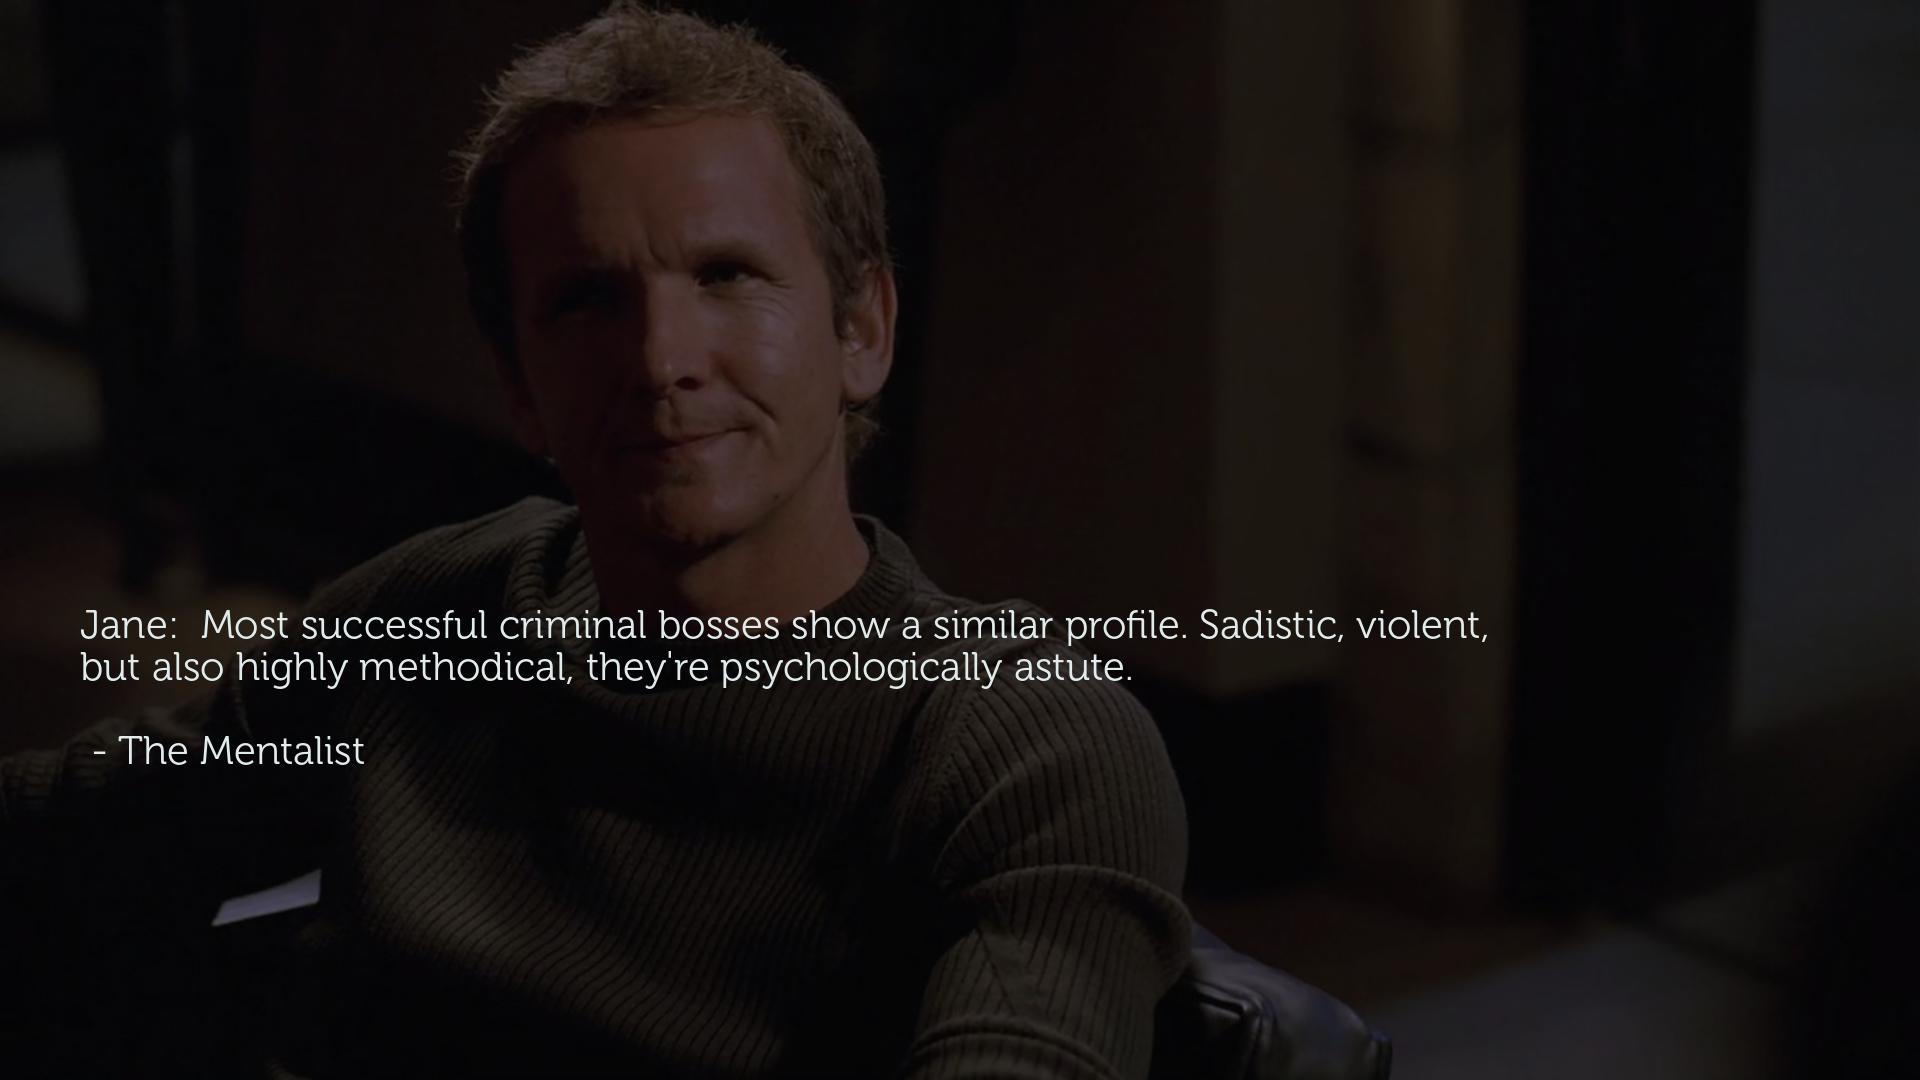 Jane:  Most successful criminal bosses show a similar profile. Sadistic, violent,
but also highly methodical, they're psychologically astute.
- The Mentalist